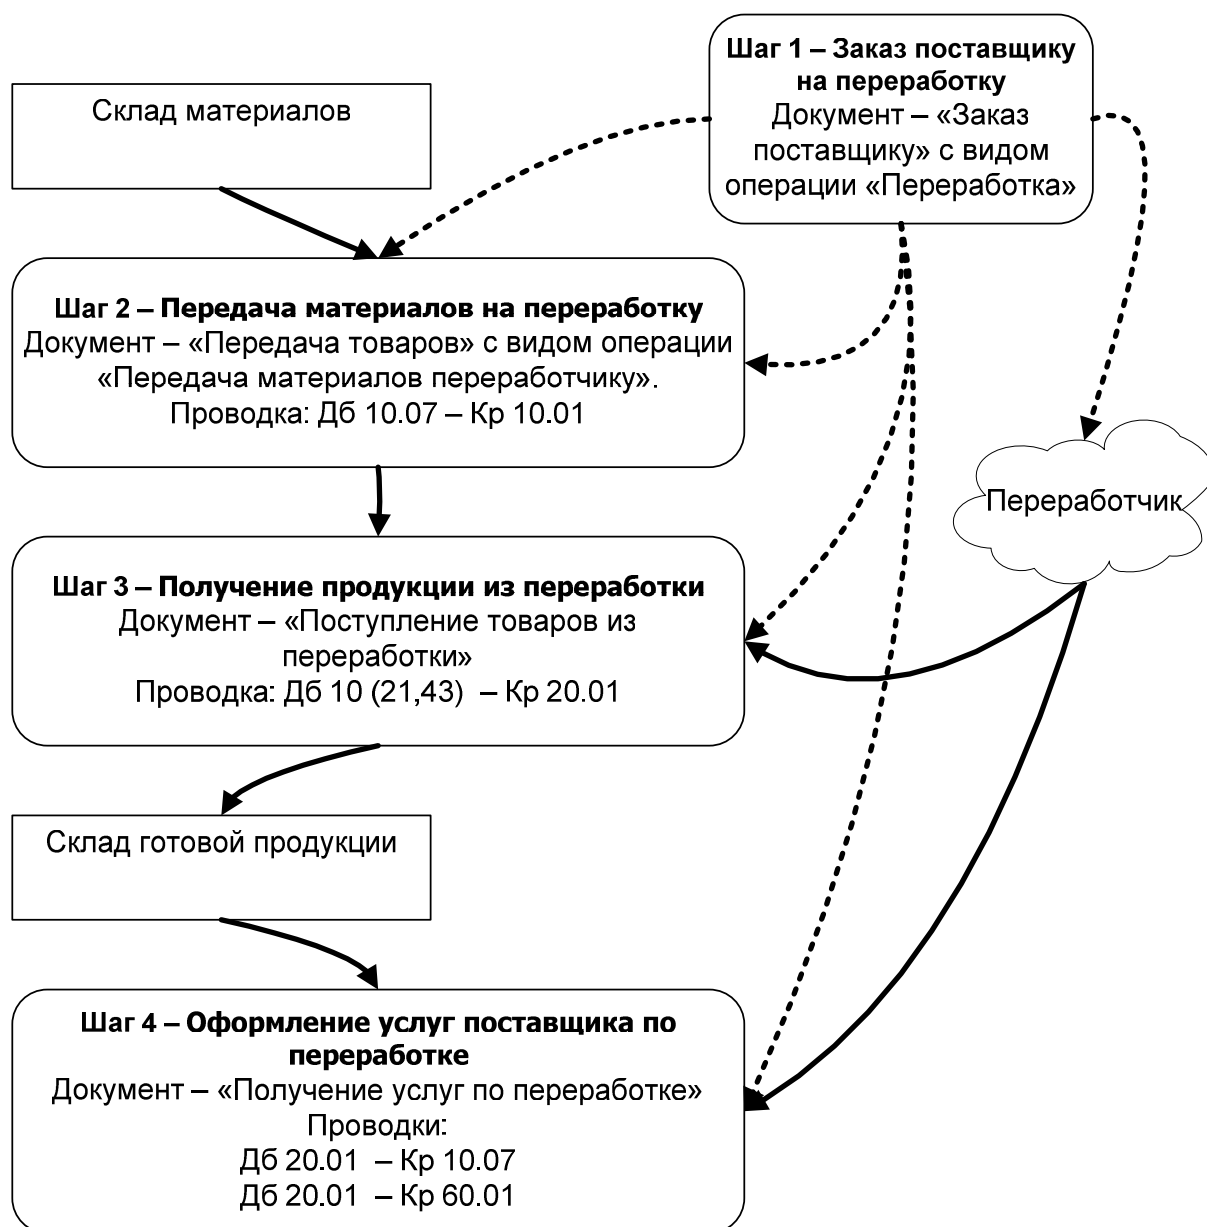 Шаг 1 – Заказ поставщику
на переработку
Документ – «Заказ
поставщику» с видом
операции «Переработка»
Склад материалов
Шаг 2 – Передача материалов на переработку
Документ – «Передача товаров» с видом операции
«Передача материалов переработчику».
Проводка: Дб 10.07 – Кр 10.01
Переработчик
Шаг 3 – Получение продукции из переработки
Документ – «Поступление товаров из
переработки»
Проводка: Дб 10 (21,43) – Кр 20.01
Склад готовой продукции
Шаг 4 – Оформление услуг поставщика по
переработке
Документ – «Получение услуг по переработке»
Проводки:
Дб 20.01 – Кр 10.07
Дб 20.01 – Кр 60.01